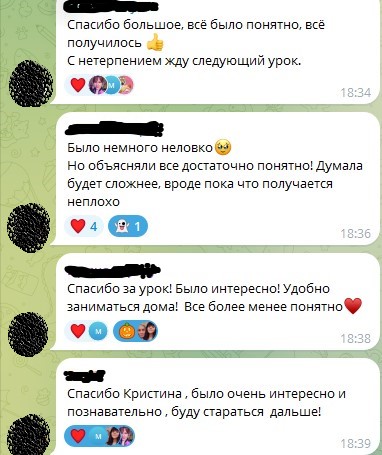 Спасибо большое, всё было понятно, всё
получилось 👍
С нетерпением жду следующий урок.
М
18:34
Было немного неловко🥹
Но объясняли все достаточно понятно! Думала
будет сложнее, вроде пока что получается
неплохо
4 1
18:36
Спасибо за урок! Было интересно! Удобно
заниматься дома! Все более менее понятно♥️
М
18:38
Спасибо Кристина , было очень интересно и
познавательно , буду стараться дальше!
М
18:39